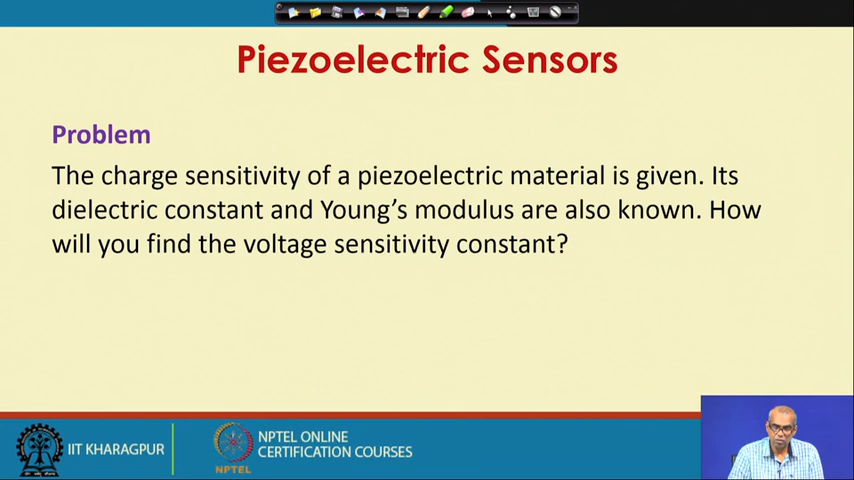 Piezoelectric Sensors
Problem
The charge sensitivity of a piezoelectric material is given. Its
dielectric constant and Young's modulus are also known. How
will you find the voltage sensitivity constant?
IIT KHARAGPUR
NPTEL
NPTEL ONLINE
CERTIFICATION COURSES